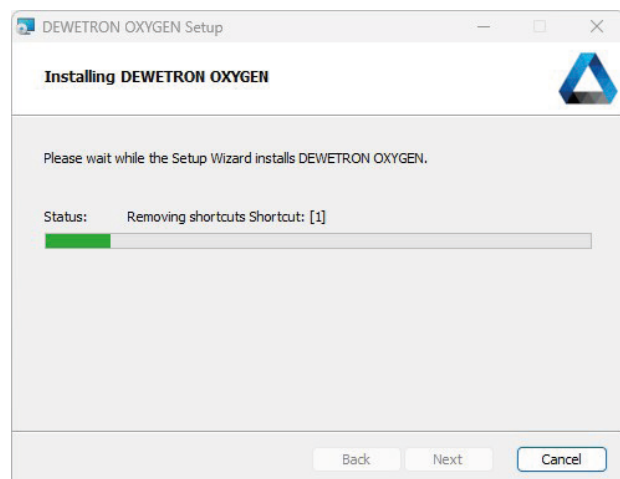 DEWETRON OXYGEN Setup
Installing DEWETRON OXYGEN
Please wait while the Setup Wizard installs DEWETRON OXYGEN.
Status: Removing shortcuts Shortcut: [1]
Back Next Cancel